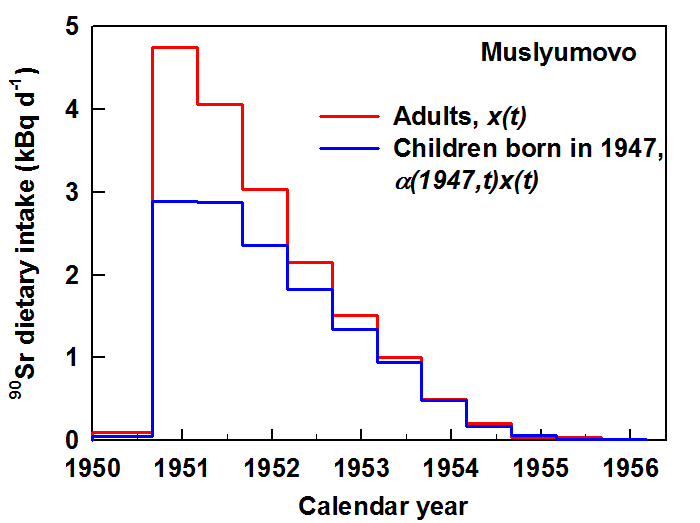 5
4
3
2
1
0
⁹⁰Sr dietary intake (kBq d⁻¹)
Muslyumovo
Adults, x(t)
Children born in 1947,
α(1947,t)x(t)
1950 1951 1952 1953 1954 1955 1956
Calendar year